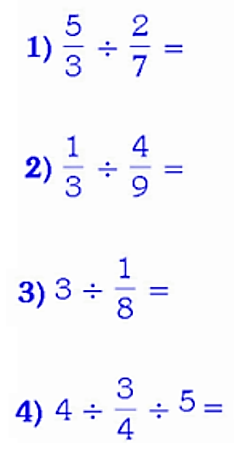 1) 5/3 ÷ 2/7 =
2) 1/3 ÷ 4/9 =
3) 3 ÷ 1/8 =
4) 4 ÷ 3/4 ÷ 5 =